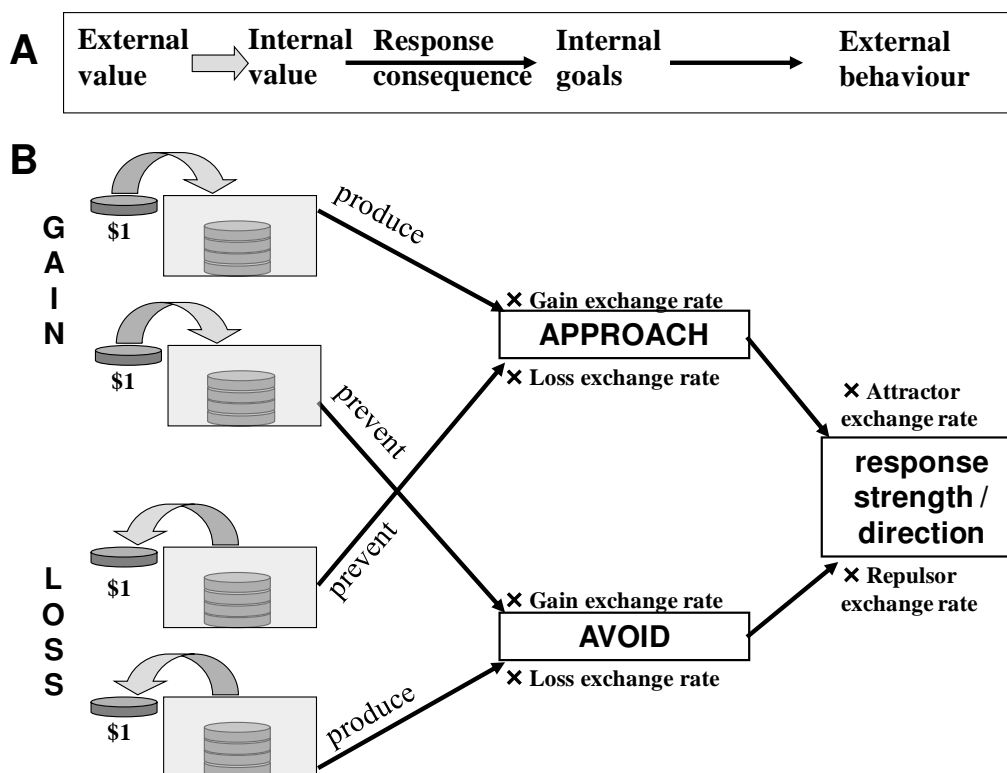 A
External value
Internal value
Response consequence
Internal goals
External behaviour
B
GAIN
$1
$1
LOSS
$1
$1
produce
prevent
prevent
produce
× Gain exchange rate
APPROACH
× Loss exchange rate
× Gain exchange rate
AVOID
× Loss exchange rate
× Attractor
exchange rate
response
strength /
direction
× Repulsor
exchange rate